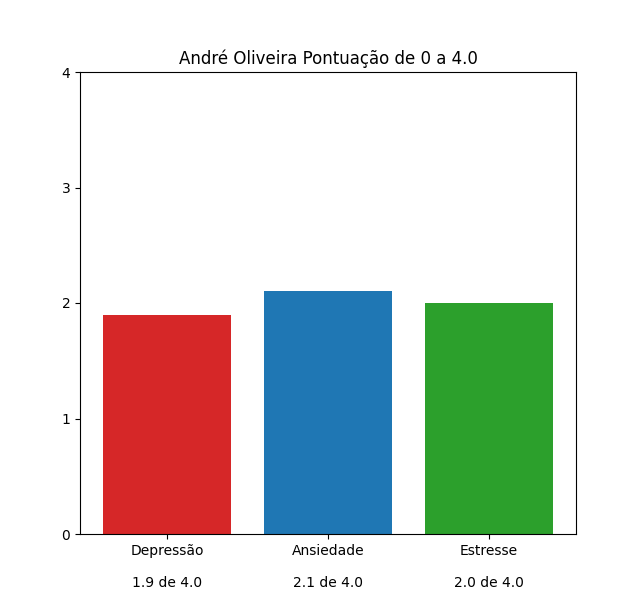 André Oliveira Pontuação de 0 a 4.0
4
3
2
1
0
Depressão Ansiedade Estresse
1.9 de 4.0 2.1 de 4.0 2.0 de 4.0